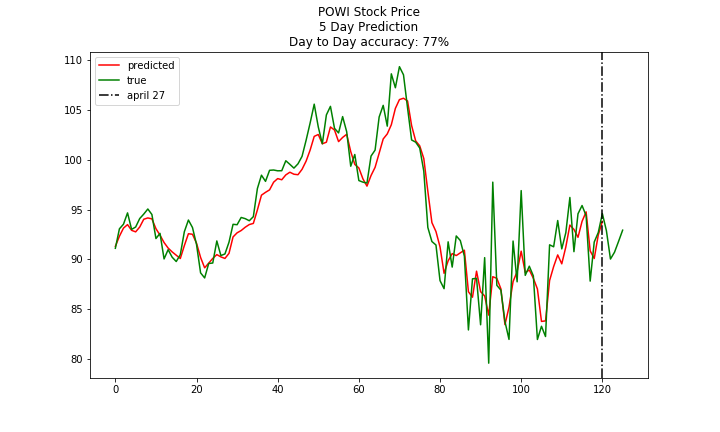 POWI Stock Price
5 Day Prediction
Day to Day accuracy: 77%
predicted
true
april 27
110
105
100
95
90
85
80
0 20 40 60 80 100 120